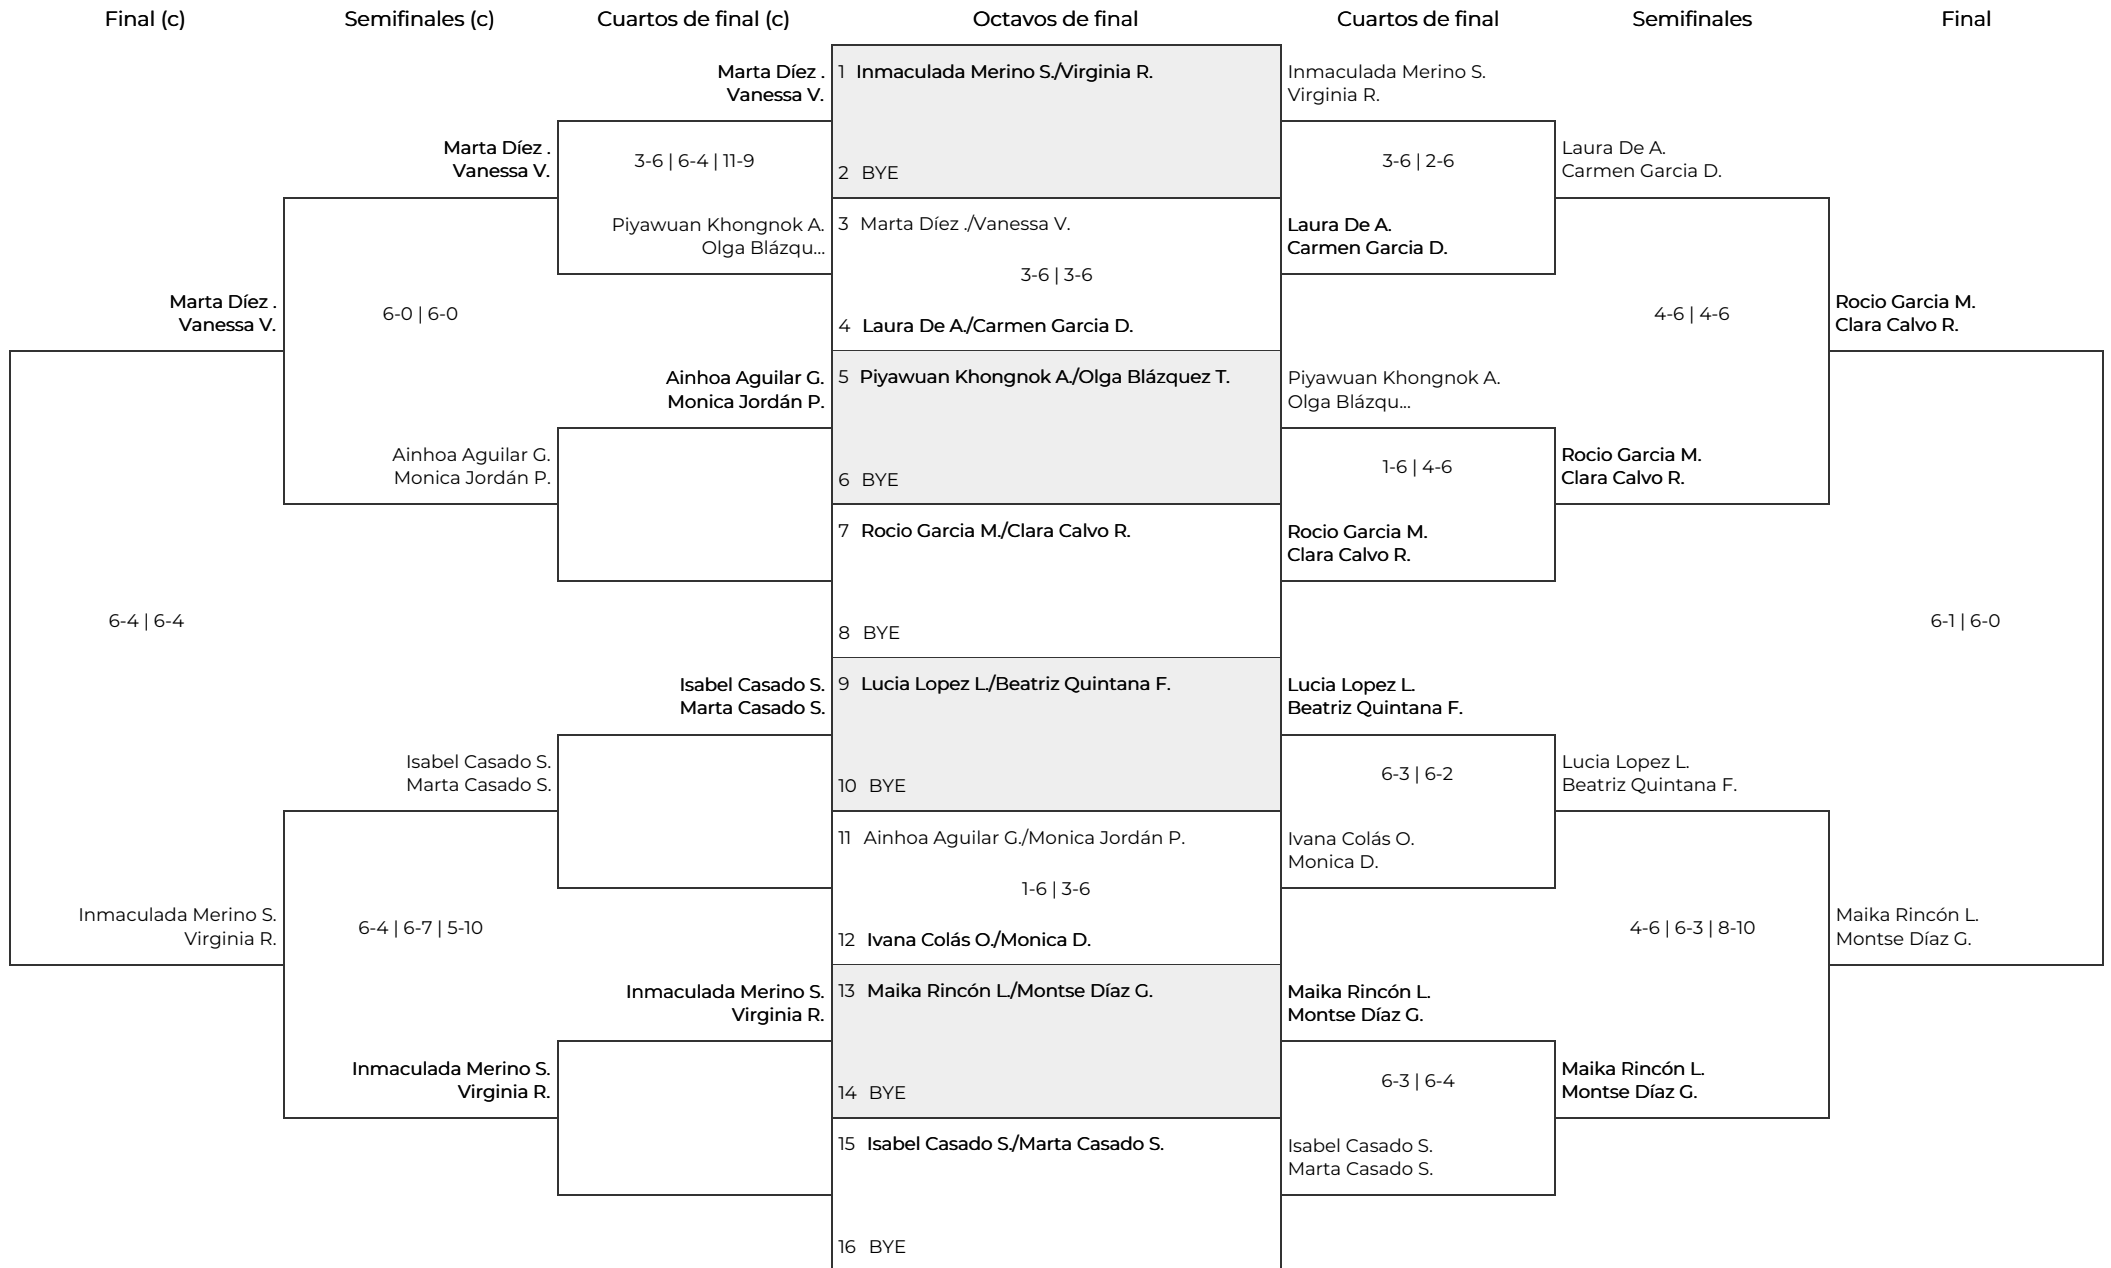 Final (c)
Semifinales (c)
Cuartos de final (c)
Octavos de final
Cuartos de final
Semifinales
Final
Marta Díez .
Vanessa V.
Marta Díez .
Vanessa V.
6-4 | 6-4
Inmaculada Merino S.
Virginia R.
6-0 | 6-0
Ainhoa Aguilar G.
Monica Jordán P.
Isabel Casado S.
Marta Casado S.
6-4 | 6-7 | 5-10
Inmaculada Merino S.
Virginia R.
Marta Díez .
Vanessa V.
3-6 | 6-4 | 11-9
Piyawuan Khongnok A.
Olga Blázqu...
Ainhoa Aguilar G.
Monica Jordán P.
Isabel Casado S.
Marta Casado S.
Inmaculada Merino S.
Virginia R.
1 Inmaculada Merino S./Virginia R.
2 BYE
3 Marta Díez ./Vanessa V.
3-6 | 3-6
4 Laura De A./Carmen Garcia D.
5 Piyawuan Khongnok A./Olga Blázquez T.
6 BYE
7 Rocio Garcia M./Clara Calvo R.
8 BYE
9 Lucia Lopez L./Beatriz Quintana F.
10 BYE
11 Ainhoa Aguilar G./Monica Jordán P.
1-6 | 3-6
12 Ivana Colás O./Monica D.
13 Maika Rincón L./Montse Díaz G.
14 BYE
15 Isabel Casado S./Marta Casado S.
16 BYE
Inmaculada Merino S.
Virginia R.
3-6 | 2-6
Laura De A.
Carmen Garcia D.
Piyawuan Khongnok A.
Olga Blázqu...
1-6 | 4-6
Rocio Garcia M.
Clara Calvo R.
Lucia Lopez L.
Beatriz Quintana F.
6-3 | 6-2
Ivana Colás O.
Monica D.
Maika Rincón L.
Montse Díaz G.
6-3 | 6-4
Isabel Casado S.
Marta Casado S.
Laura De A.
Carmen Garcia D.
4-6 | 4-6
Rocio Garcia M.
Clara Calvo R.
Lucia Lopez L.
Beatriz Quintana F.
4-6 | 6-3 | 8-10
Maika Rincón L.
Montse Díaz G.
Rocio Garcia M.
Clara Calvo R.
6-1 | 6-0
Maika Rincón L.
Montse Díaz G.